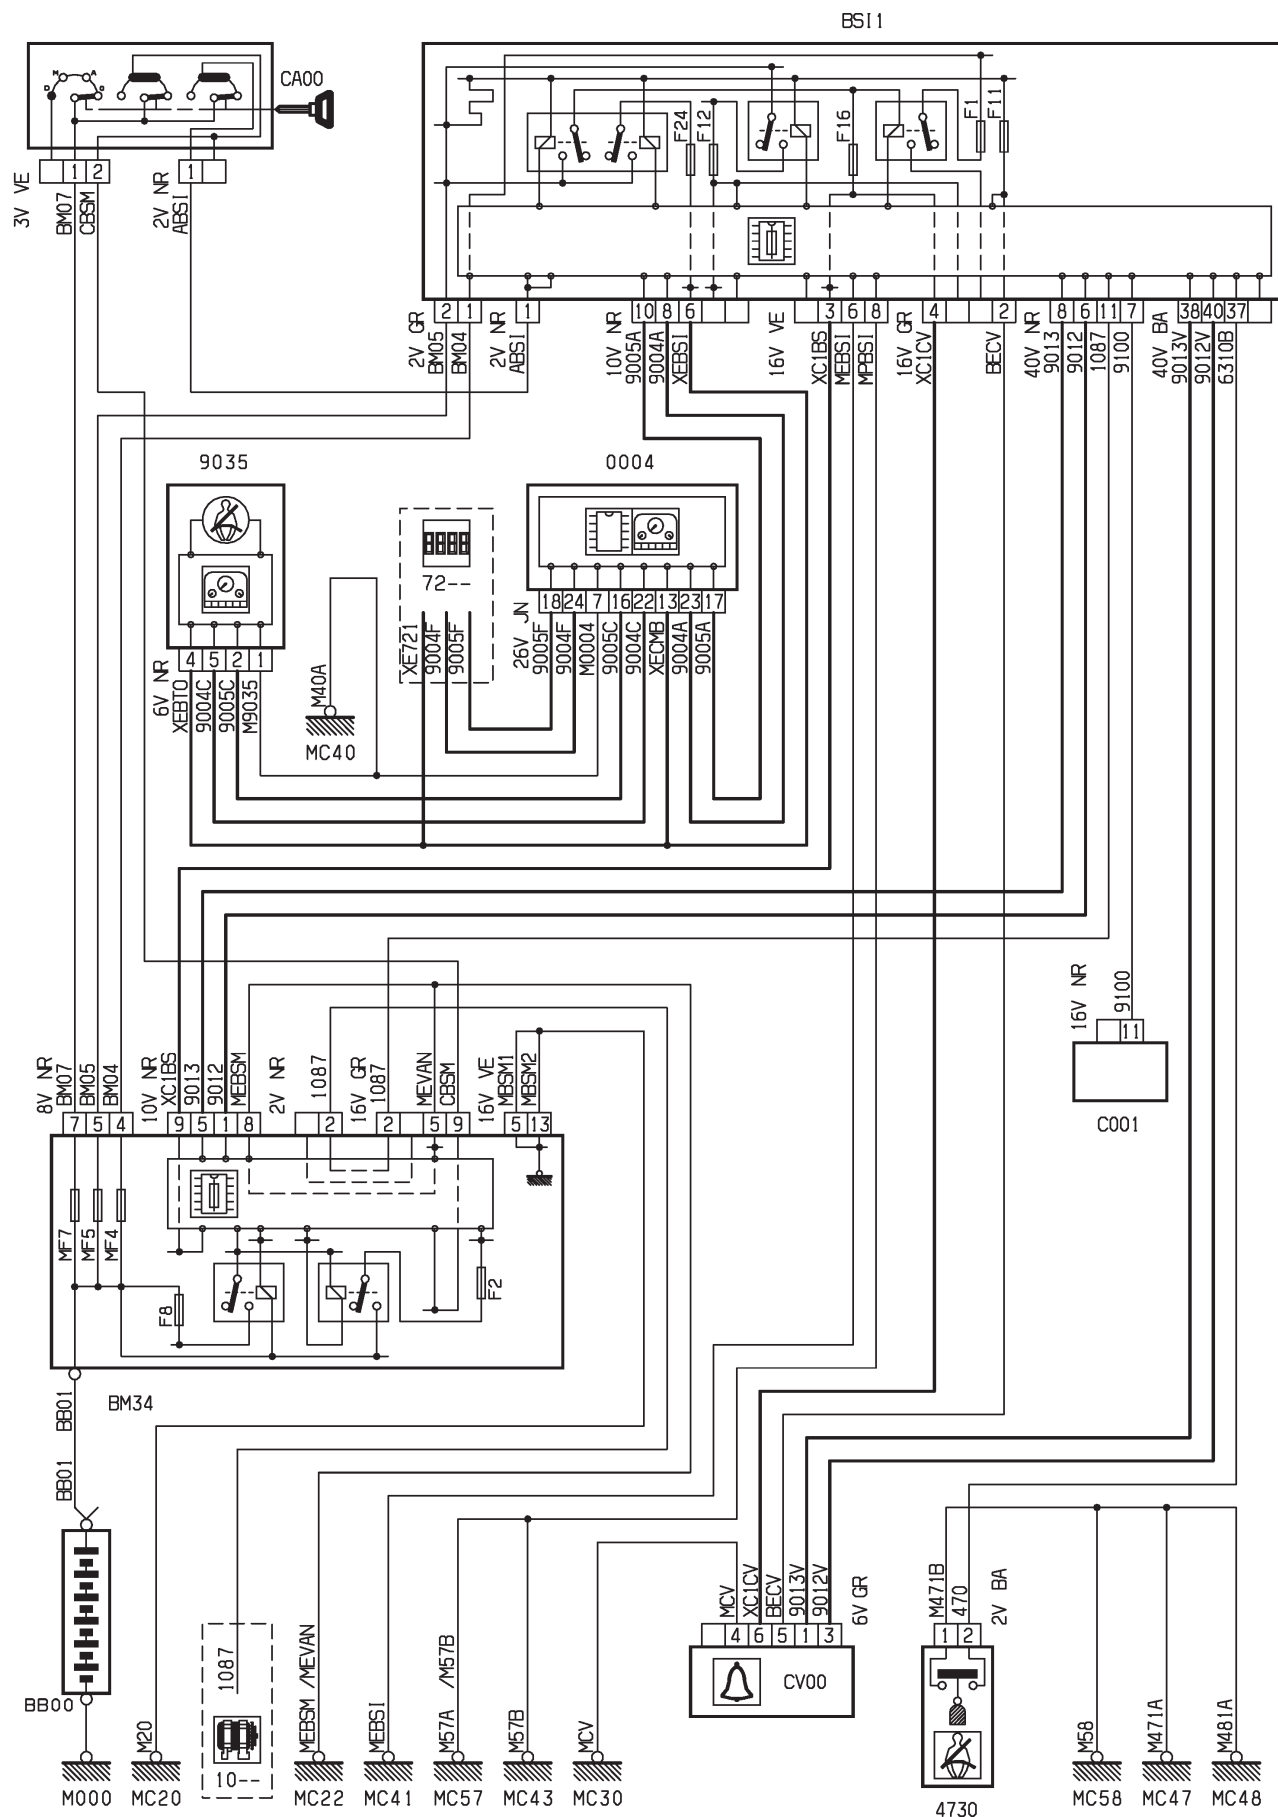 BSI1
CA00
M A
D G
1 2
1
3V VE
BM07
CBSM
2V NR
ABSI
F24
F12
F16
F1
F11
2 1
1
10 8 6
3 6 8
4
2
8 6 11 7
38 40 37
2V GR
BM05
BM04
2V NR
ABSI
10V NR
9005A
9004A
XEBSI
16V VE
XC1BS
MEBSI
MPBSI
16V GR
XC1CV
BECV
40V NR
9013
9012
1087
9100
40V BA
9013V
9012V
6310B
9035
0004
72--
4 5 2 1
18 24 7 16 22 13 23 17
6V NR
XEBTO
9004C
9005C
M9035
M40A
MC40
XE721
9004F
9005F
26V JN
9005F
9004F
M0004
9005C
9004C
XECMB
9004A
9005A
16V NR
9100
11
C001
8V NR
BM07
BM05
BM04
10V NR
XC1BS
9013
9012
MEBSM
2V NR
1087
16V GR
1087
MEVAN
CBSM
16V VE
MBSM1
MBSM2
7 5 4
9 5 1 8
2
2 5 9
5 13
MF7
MF5
MF4
F8
F2
BM34
BB01
BB01
BB00
M000
M20
MC20
1087
10--
MEBSM /MEVAN
MC22
MEBSI
MC41
M57A /M57B
MC57
M57B
MC43
MCV
MC30
MCV
XC1CV
BECV
9013V
9012V
6V GR
4 6 5 1 3
CV00
M471B
470
2V BA
1 2
4730
M58
MC58
M471A
MC47
M481A
MC48